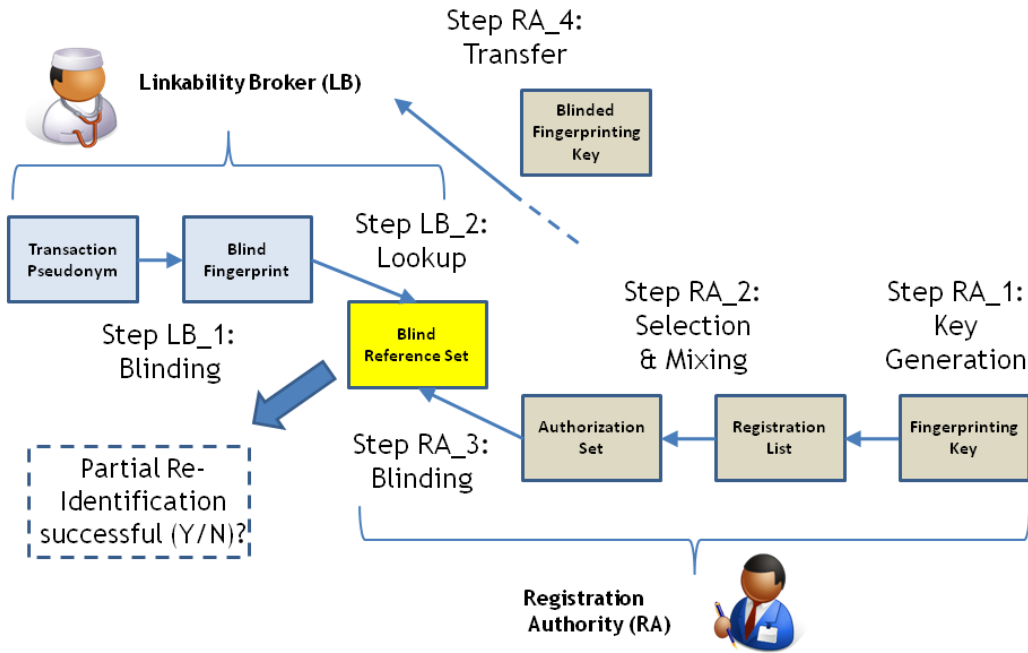 Step RA_4:
Transfer
Linkability Broker (LB)
Blinded
Fingerprinting
Key
Transaction
Pseudonym
Blind
Fingerprint
Step LB_2:
Lookup
Step LB_1:
Blinding
Blind
Reference Set
Step RA_2:
Selection
& Mixing
Step RA_1:
Key
Generation
Authorization
Set
Registration
List
Fingerprinting
Key
Step RA_3:
Blinding
Partial Re-
Identification
successful (Y/N)?
Registration
Authority (RA)